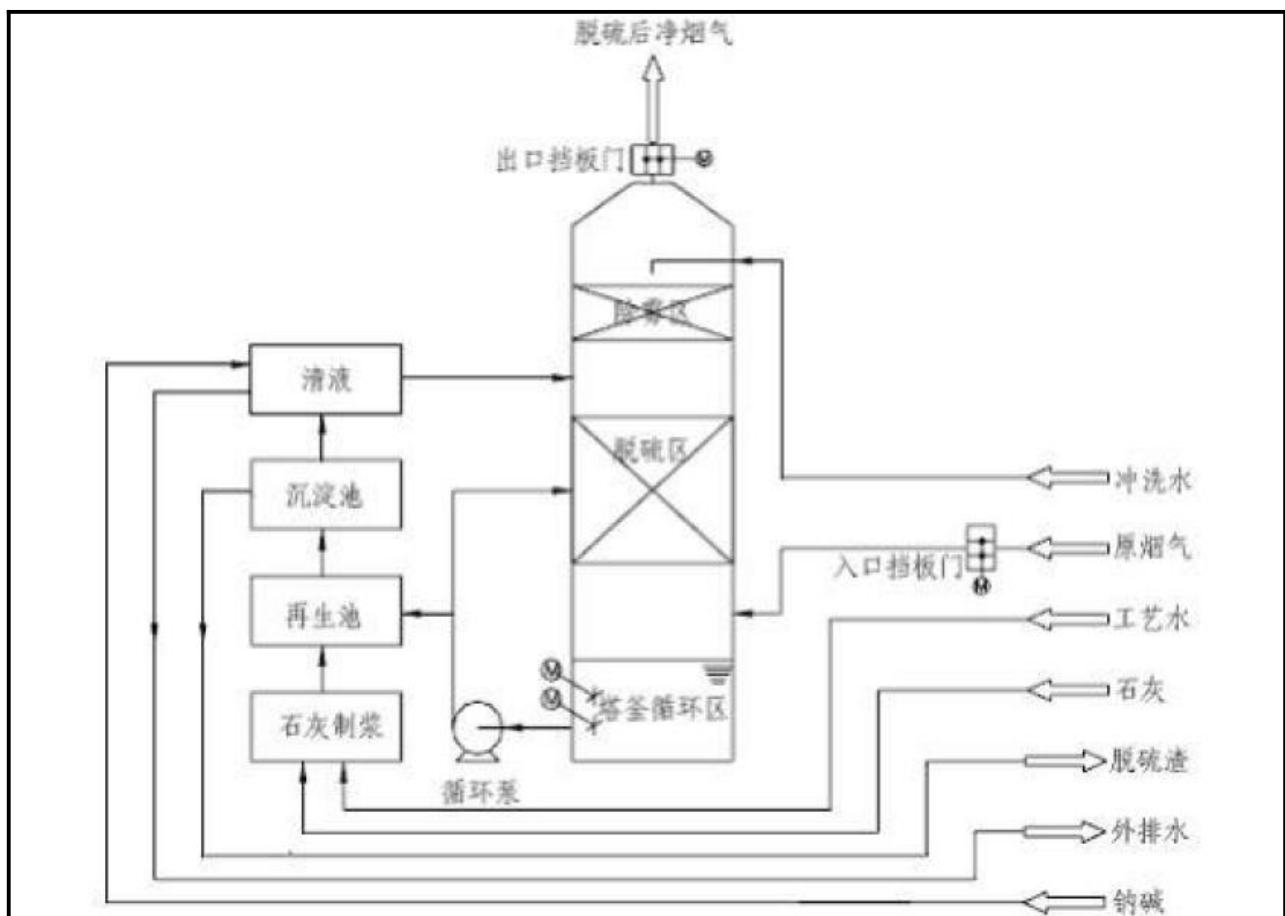 脱硫后净烟气
出口挡板门
M
除雾区
清液
脱硫区
沉淀池
冲洗水
原烟气
入口挡板门
M
再生池
工艺水
M
M
塔釜循环区
石灰
石灰制浆
脱硫渣
循环泵
外排水
钠碱